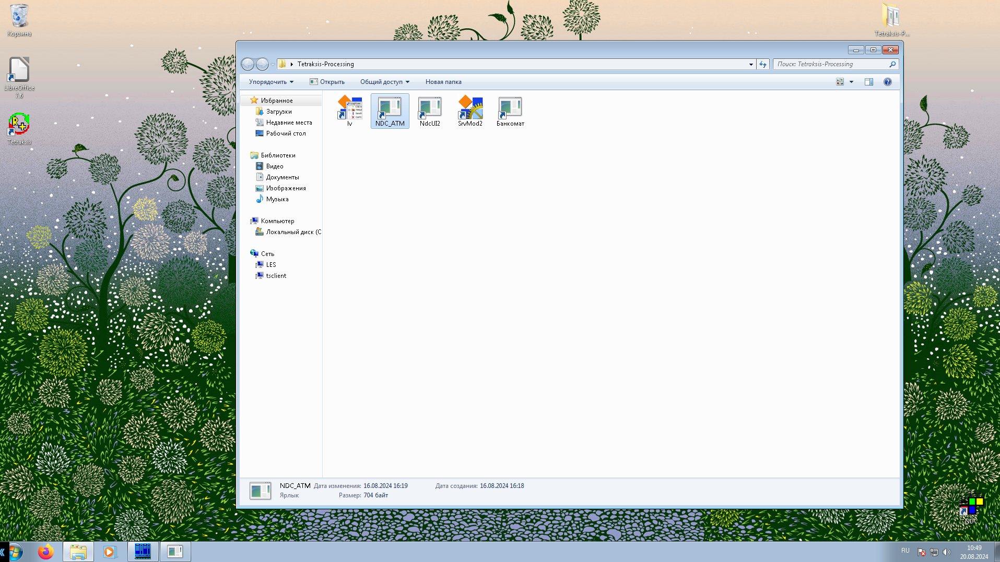 Корзина
Tetraksis-P...
LibreOffice
7.6
Tetraksis
Tetraksis-Processing
Поиск: Tetraksis-Processing
Упорядочить
Открыть
Общий доступ
Новая папка
Избранное
Загрузки
Недавние места
Рабочий стол
Библиотеки
Видео
Документы
Изображения
Музыка
Компьютер
Локальный диск (C
Сеть
LES
tsclient
lv
NDC_ATM
NdcUI2
SrvMod2
Банкомат
NDC_ATM Дата изменения: 16.08.2024 16:19 Дата создания: 16.08.2024 16:18
Ярлык Размер: 704 байт
NDC
RU
10:49
20.08.2024